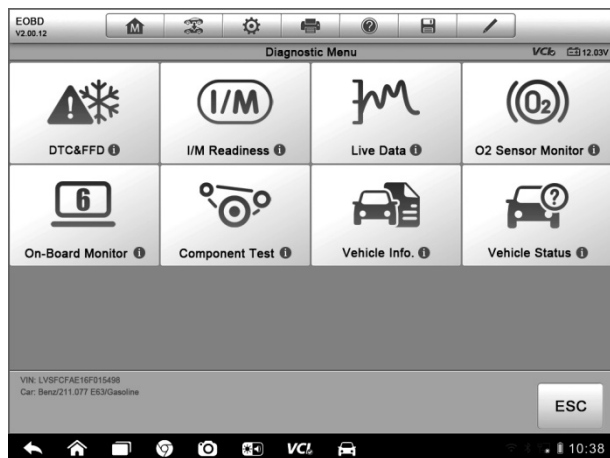 EOBD
V2.00.12
M
Diagnostic Menu
VCI
12.03V
DTC&FFD
I/M
I/M Readiness
Live Data
O2
O2 Sensor Monitor
6
On-Board Monitor
Component Test
Vehicle Info.
Vehicle Status
VIN: LVSFCFAE16F015498
Car: Benz/211.077 E63/Gasoline
ESC
VCI
10:38